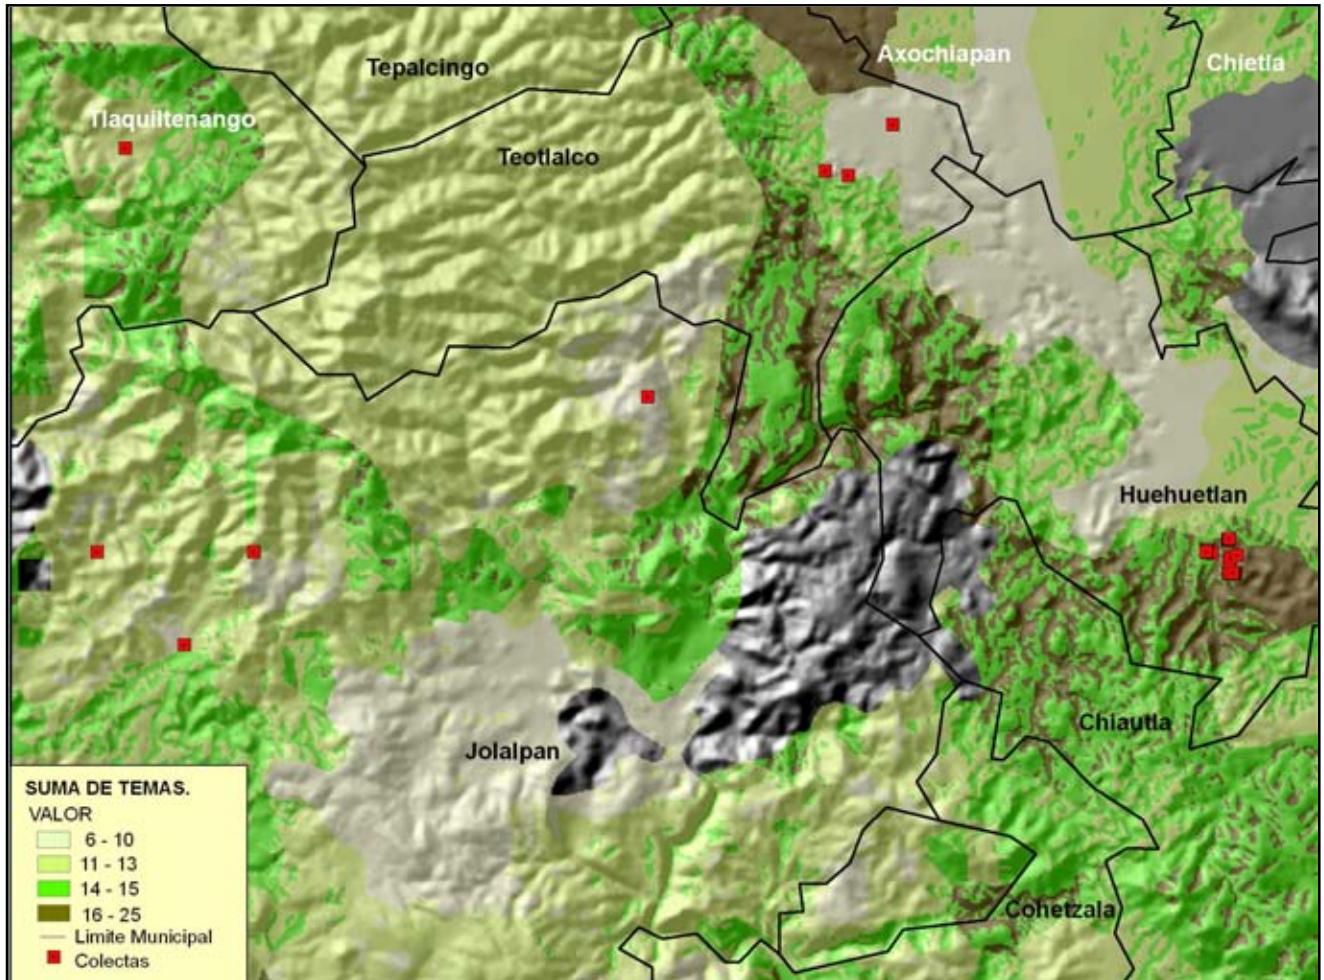 Axochiapan
Chietla
Tepalcingo
Tlaquiltenango
Teotlalco
Huehuetlan
Chiautla
Jolalpan
Cohetzala
SUMA DE TEMAS.
VALOR
6 - 10
11 - 13
14 - 15
16 - 25
Limite Municipal
Colectas